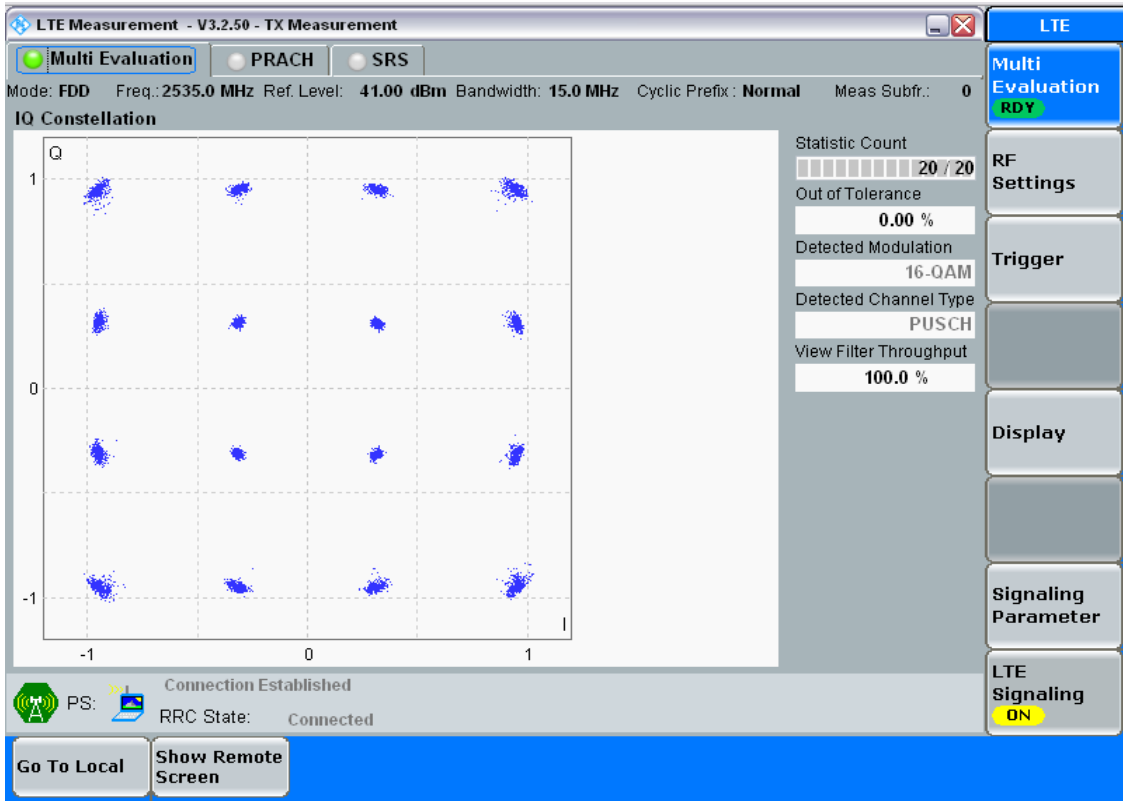 LTE Measurement - V3.2.50 - TX Measurement
LTE
Multi Evaluation PRACH SRS
Mode: FDD Freq.: 2535.0 MHz Ref. Level: 41.00 dBm Bandwidth: 15.0 MHz Cyclic Prefix : Normal Meas Subfr.: 0
IQ Constellation
Q
1
0
-1
I
-1 0 1
Statistic Count
20 / 20
Out of Tolerance
0.00 %
Detected Modulation
16-QAM
Detected Channel Type
PUSCH
View Filter Throughput
100.0 %
Multi
Evaluation
RDY
RF
Settings
Trigger
Display
Signaling
Parameter
LTE
Signaling
ON
PS:
Connection Established
RRC State: Connected
Go To Local
Show Remote
Screen